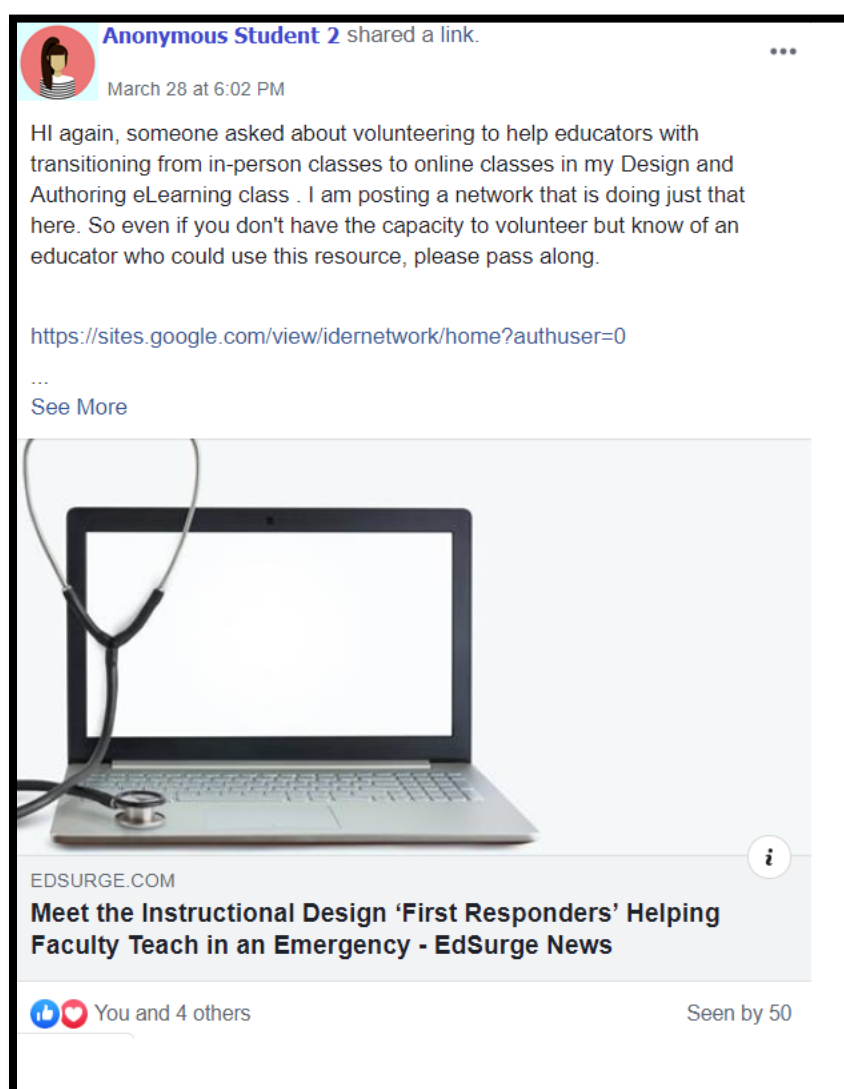 Anonymous Student 2 shared a link.
March 28 at 6:02 PM
HI again, someone asked about volunteering to help educators with
transitioning from in-person classes to online classes in my Design and
Authoring eLearning class . I am posting a network that is doing just that
here. So even if you don't have the capacity to volunteer but know of an
educator who could use this resource, please pass along.
https://sites.google.com/view/idernetwork/home?authuser=0
...
See More
i
EDSURGE.COM
Meet the Instructional Design ‘First Responders’ Helping
Faculty Teach in an Emergency - EdSurge News
You and 4 others
Seen by 50